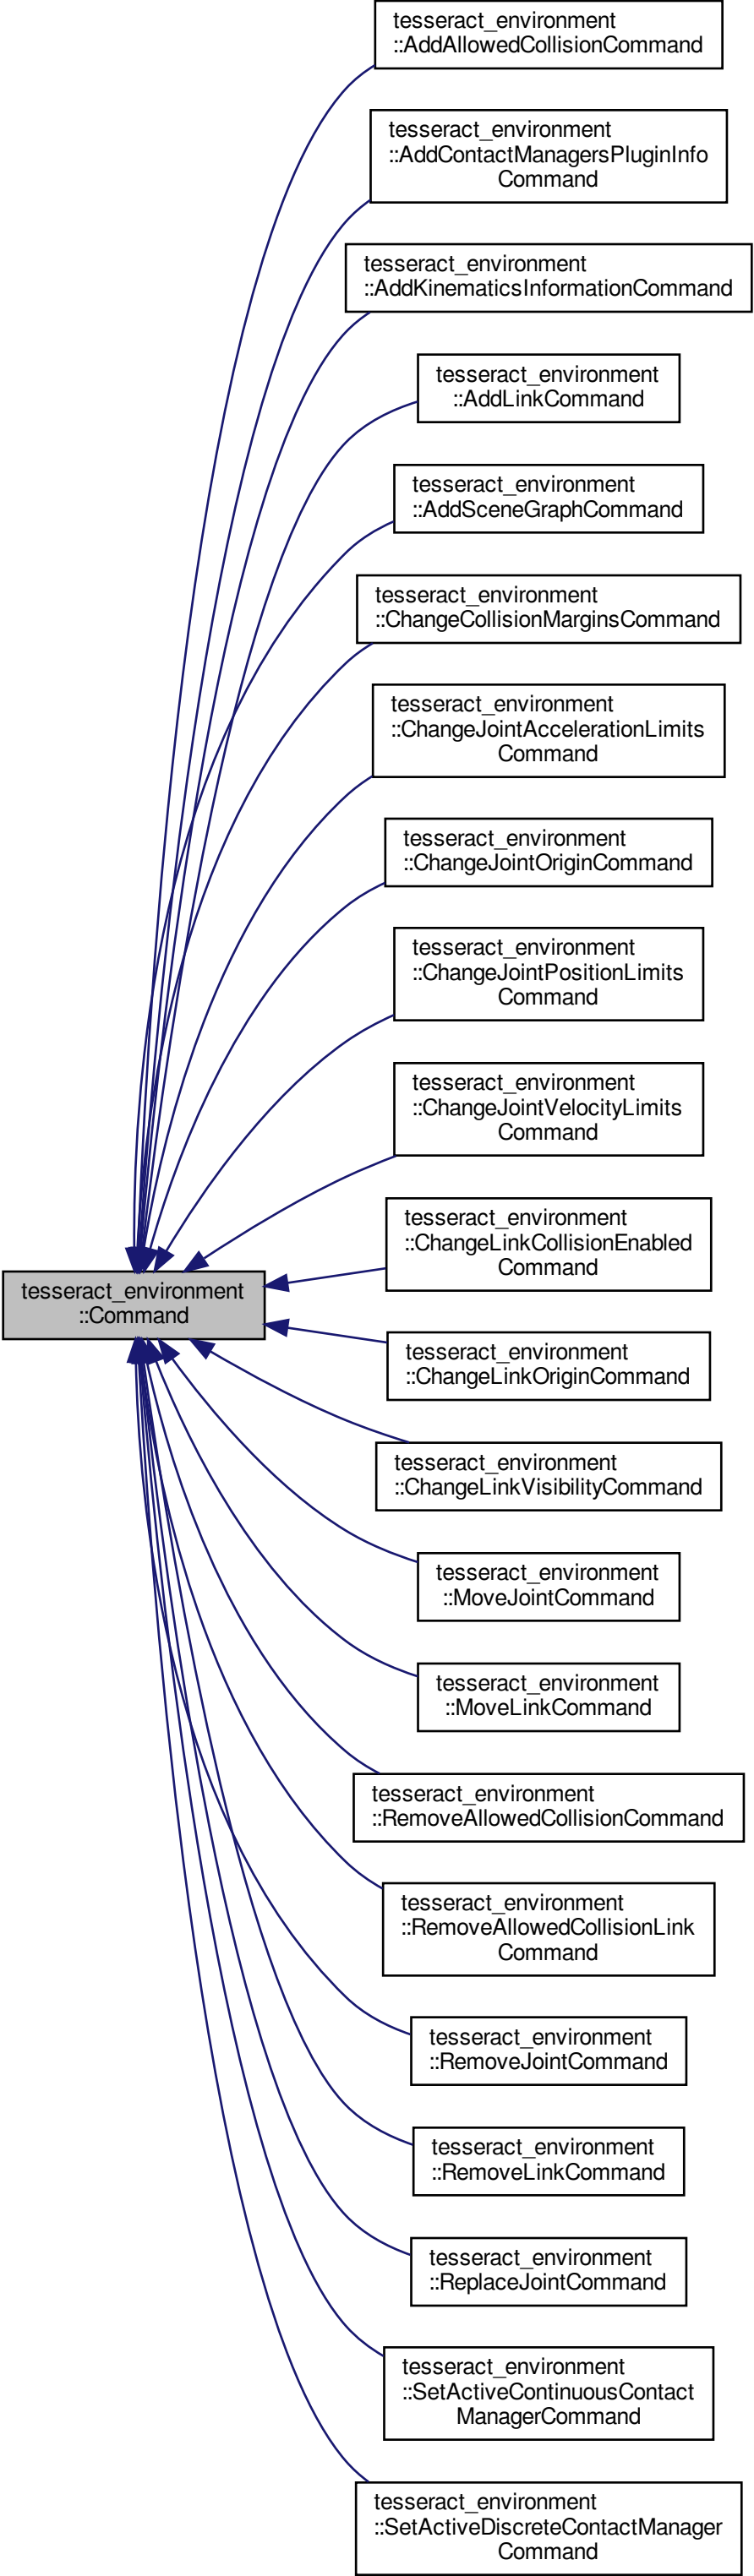 tesseract_environment
::AddAllowedCollisionCommand
tesseract_environment
::AddContactManagersPluginInfo
Command
tesseract_environment
::AddKinematicsInformationCommand
tesseract_environment
::AddLinkCommand
tesseract_environment
::AddSceneGraphCommand
tesseract_environment
::ChangeCollisionMarginsCommand
tesseract_environment
::ChangeJointAccelerationLimits
Command
tesseract_environment
::ChangeJointOriginCommand
tesseract_environment
::ChangeJointPositionLimits
Command
tesseract_environment
::ChangeJointVelocityLimits
Command
tesseract_environment
::ChangeLinkCollisionEnabled
Command
tesseract_environment
::Command
tesseract_environment
::ChangeLinkOriginCommand
tesseract_environment
::ChangeLinkVisibilityCommand
tesseract_environment
::MoveJointCommand
tesseract_environment
::MoveLinkCommand
tesseract_environment
::RemoveAllowedCollisionCommand
tesseract_environment
::RemoveAllowedCollisionLink
Command
tesseract_environment
::RemoveJointCommand
tesseract_environment
::RemoveLinkCommand
tesseract_environment
::ReplaceJointCommand
tesseract_environment
::SetActiveContinuousContact
ManagerCommand
tesseract_environment
::SetActiveDiscreteContactManager
Command